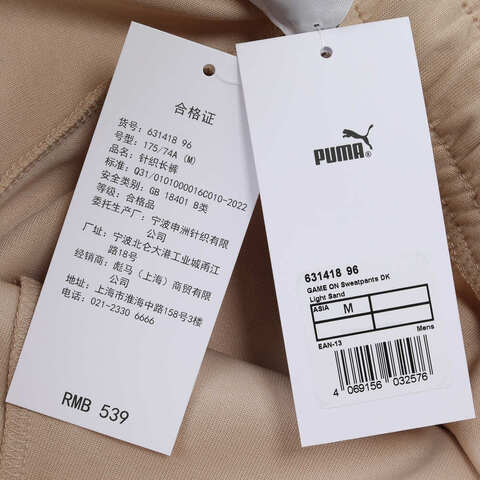 合格证
货号: 631418 96
号型: 175/74A (M)
品名: 针织长裤
标准: Q31/0101000016C010-2022
安全类别: GB 18401 B类
等级: 合格品
委托生产厂: 宁波申洲针织有限
公司
厂址: 宁波北仑大港工业城甬江
路18号
经销商: 彪马(上海)商贸有限
公司
地址: 上海市淮海中路158号3楼
电话: 021-2330 6666
RMB 539
PUMA®
631418 96
GAME ON Sweatpants DK
Light Sand
ASIA M
Mens
EAN-13
4 069156 032576